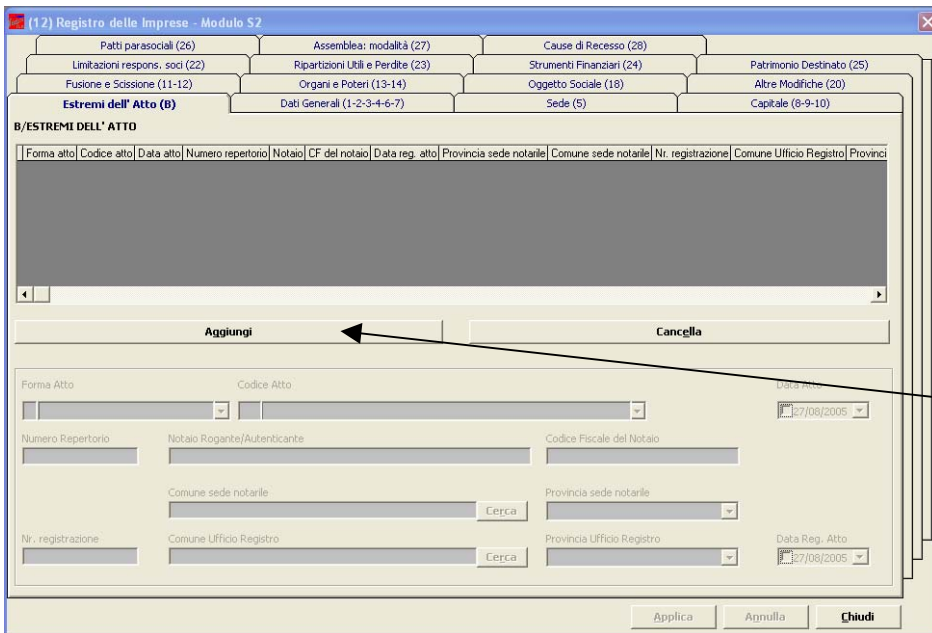 (12) Registro delle Imprese - Modulo S2
Patti parasociali (26) Assemblea: modalità (27) Cause di Recesso (28)
Limitazioni respons. soci (22) Ripartizioni Utili e Perdite (23) Strumenti Finanziari (24) Patrimonio Destinato (25)
Fusione e Scissione (11-12) Organi e Poteri (13-14) Oggetto Sociale (18) Altre Modifiche (20)
Estremi dell' Atto (B) Dati Generali (1-2-3-4-6-7) Sede (5) Capitale (8-9-10)
B/ESTREMI DELL' ATTO
Forma atto Codice atto Data atto Numero repertorio Notaio CF del notaio Data reg. atto Provincia sede notarile Comune sede notarile Nr. registrazione Comune Ufficio Registro Provinci
Aggiungi Cancella
Forma Atto Codice Atto Data Atto
27/08/2005
Numero Repertorio Notaio Rogante/Autenticante Codice Fiscale del Notaio
Comune sede notarile Provincia sede notarile
Cerca
Nr. registrazione Comune Ufficio Registro Provincia Ufficio Registro Data Reg. Atto
Cerca 27/08/2005
Applica Annulla Chiudi